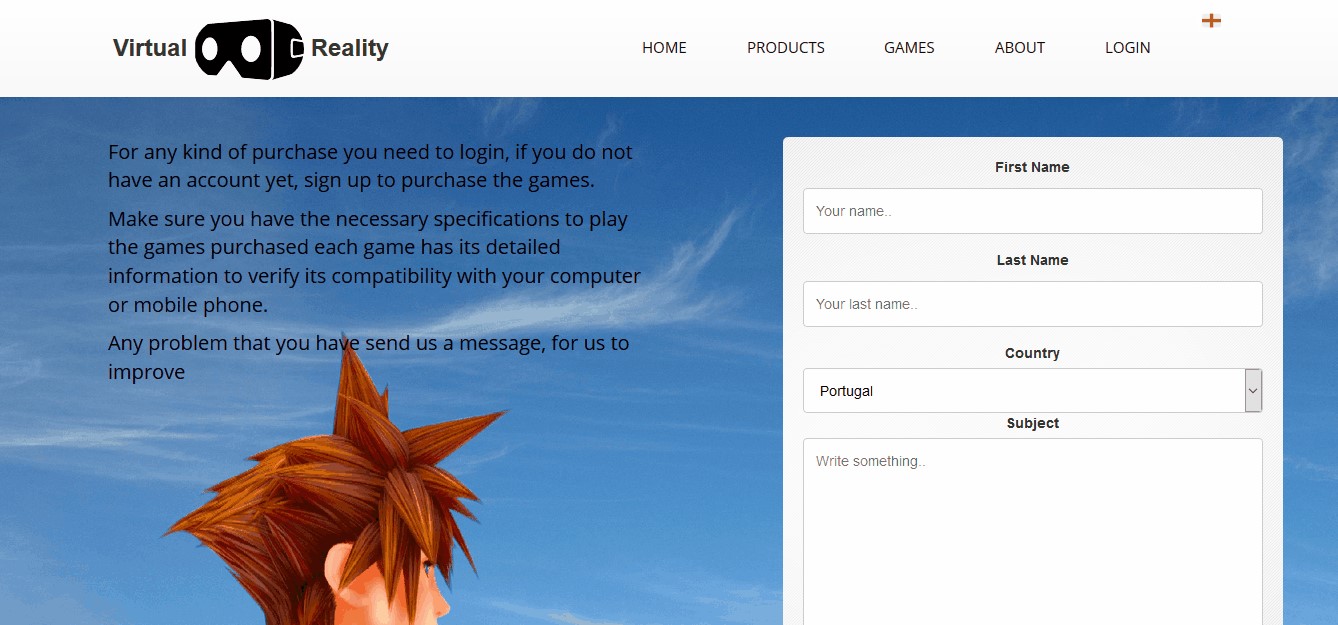 Virtual Reality
HOME PRODUCTS GAMES ABOUT LOGIN
For any kind of purchase you need to login, if you do not
have an account yet, sign up to purchase the games.
Make sure you have the necessary specifications to play
the games purchased each game has its detailed
information to verify its compatibility with your computer
or mobile phone.
Any problem that you have send us a message, for us to
improve
First Name
Your name..
Last Name
Your last name..
Country
Portugal
Subject
Write something..